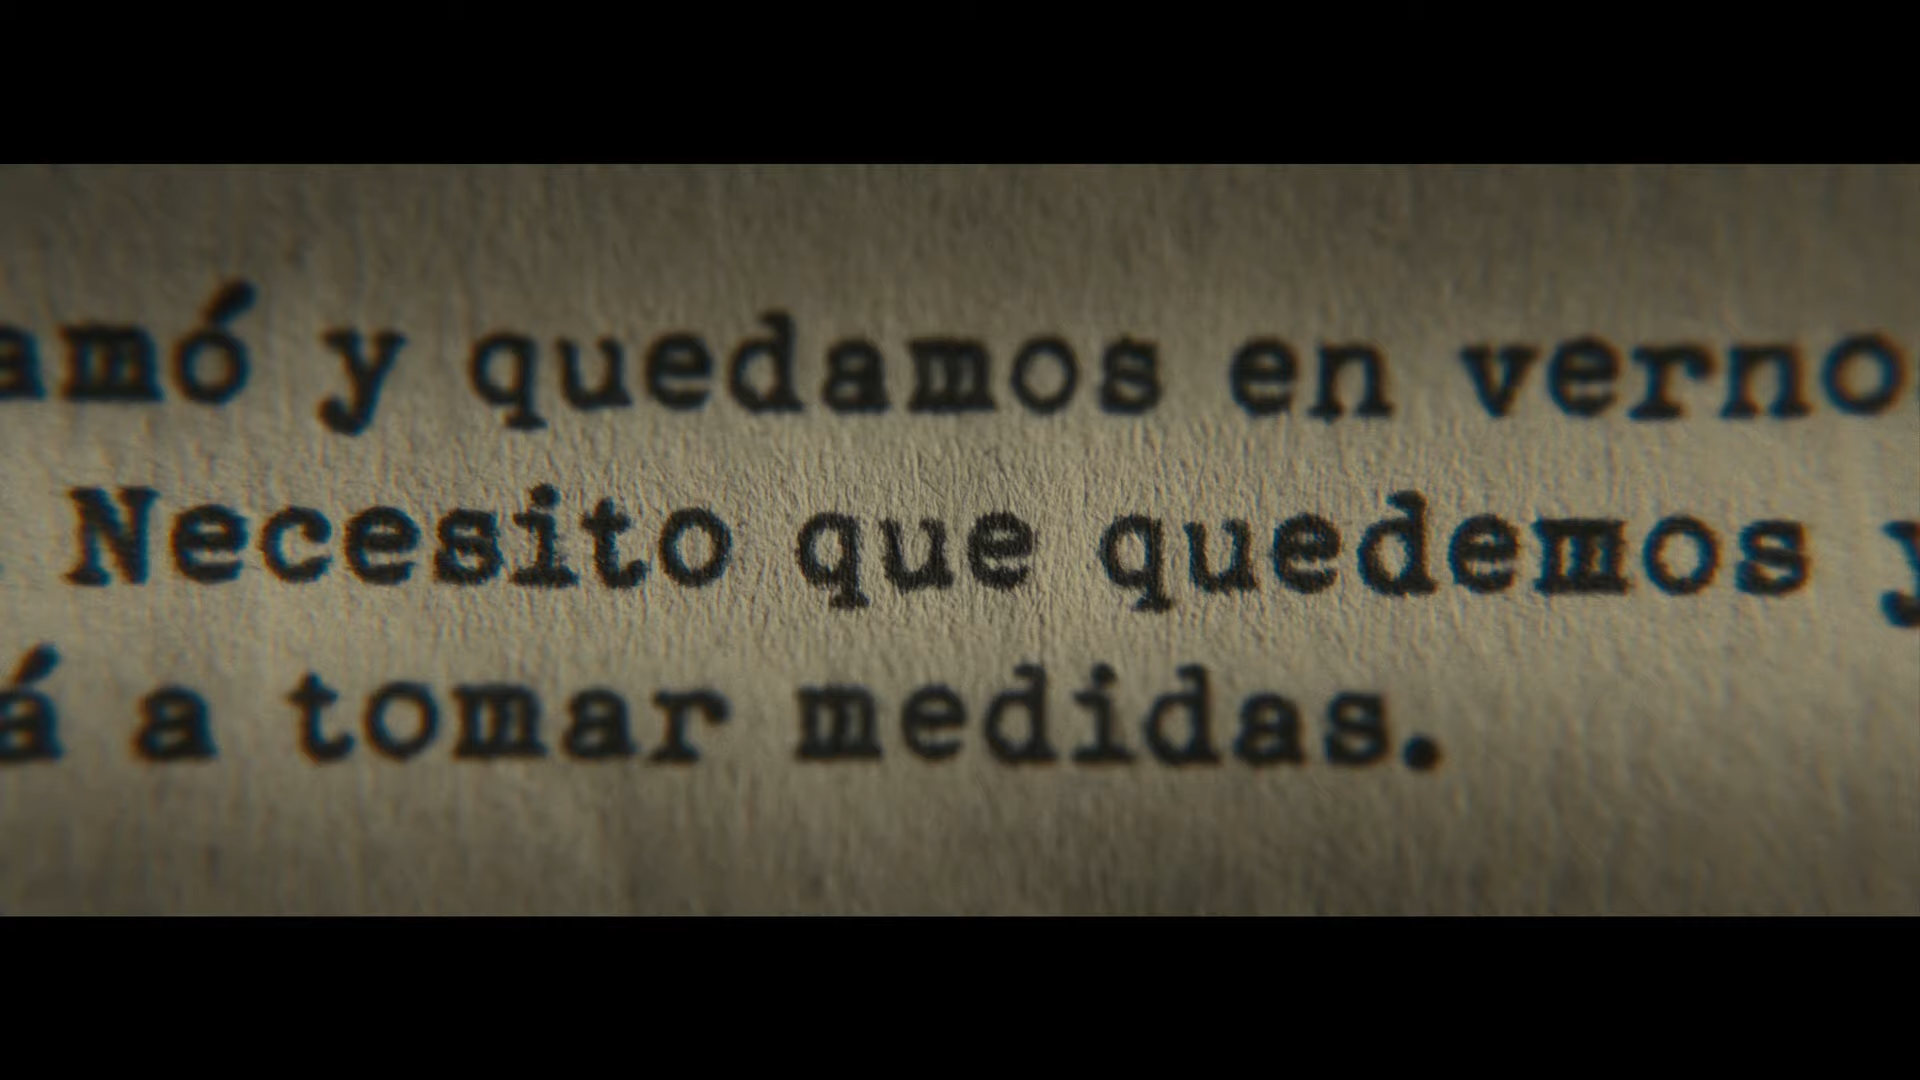 amó y quedamos en verno
Necesito que quedemos y
á a tomar medidas.